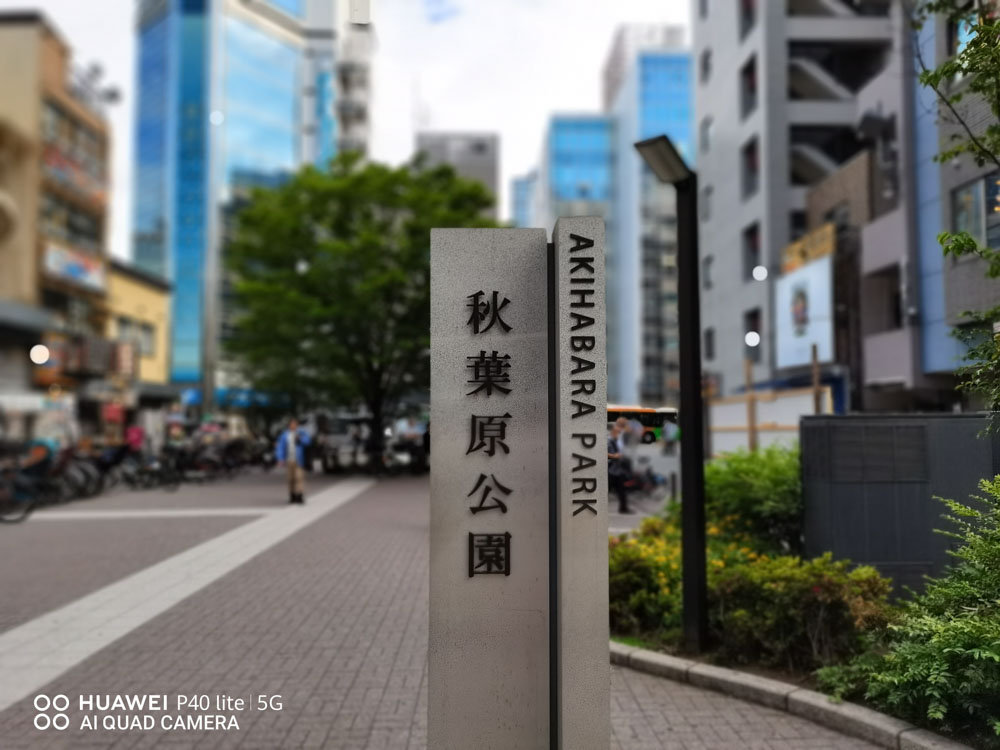 秋葉原公園
AKIHABARA PARK
HUAWEI P40 lite | 5G
AI QUAD CAMERA